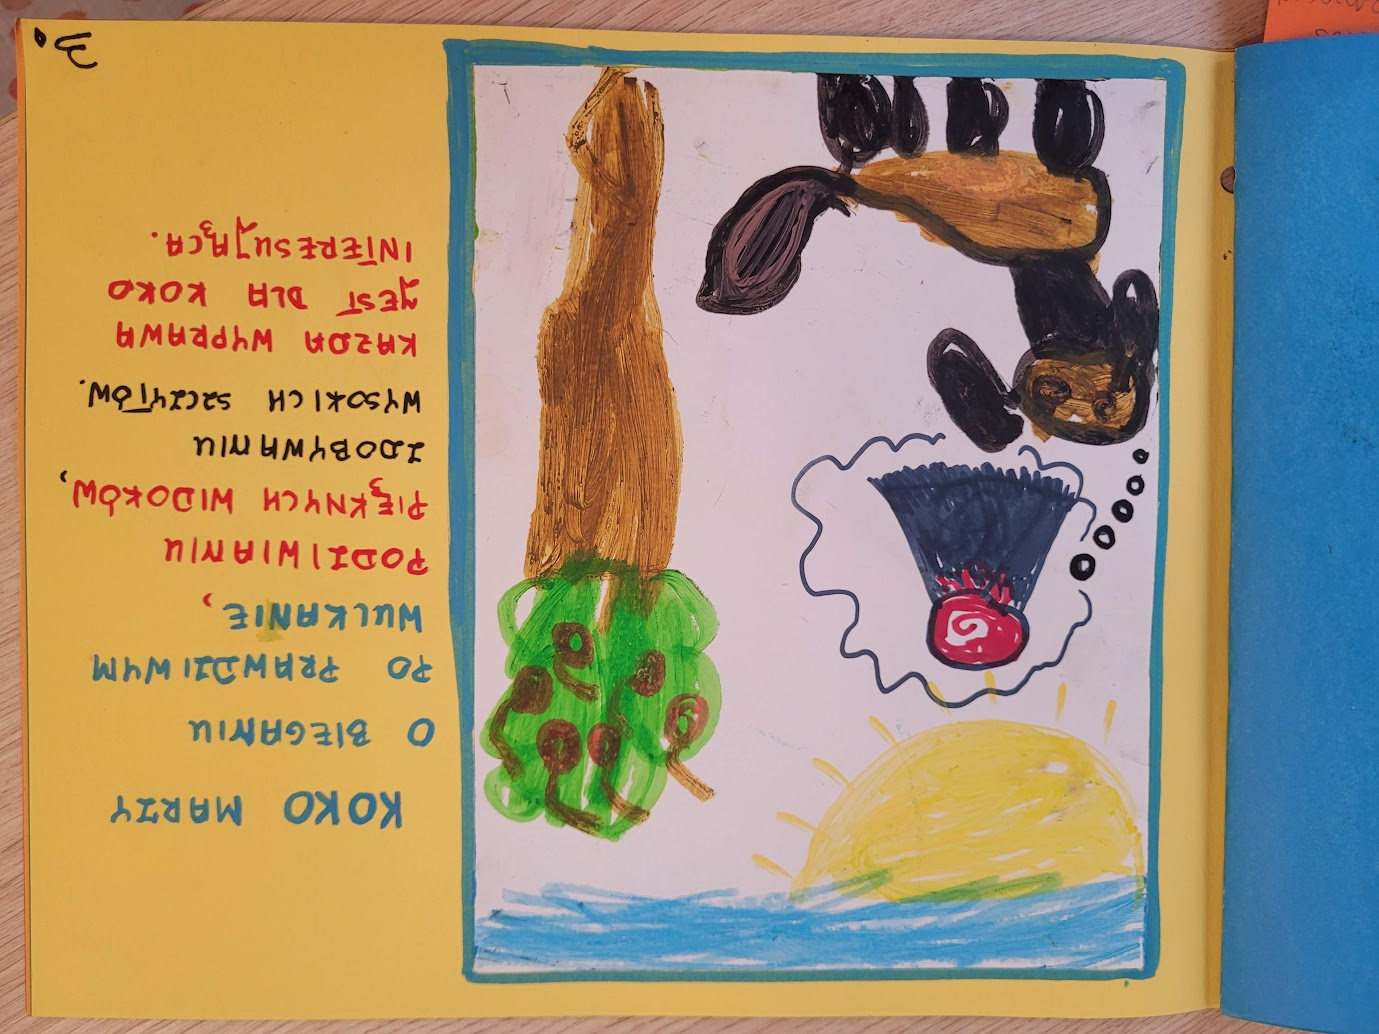 KOKO MARZY
O BIEGANIU
PO PRAWDZIWYM
WULKANIE,
PODZIWIANIU
PIĘKNYCH WIDOKÓW,
ZDOBYWANIU
WYSOKICH SZCZYTÓW.
KAŻDA WYPRAWA
JEST DLA KOKO
INTERESUJĄCA.
3.